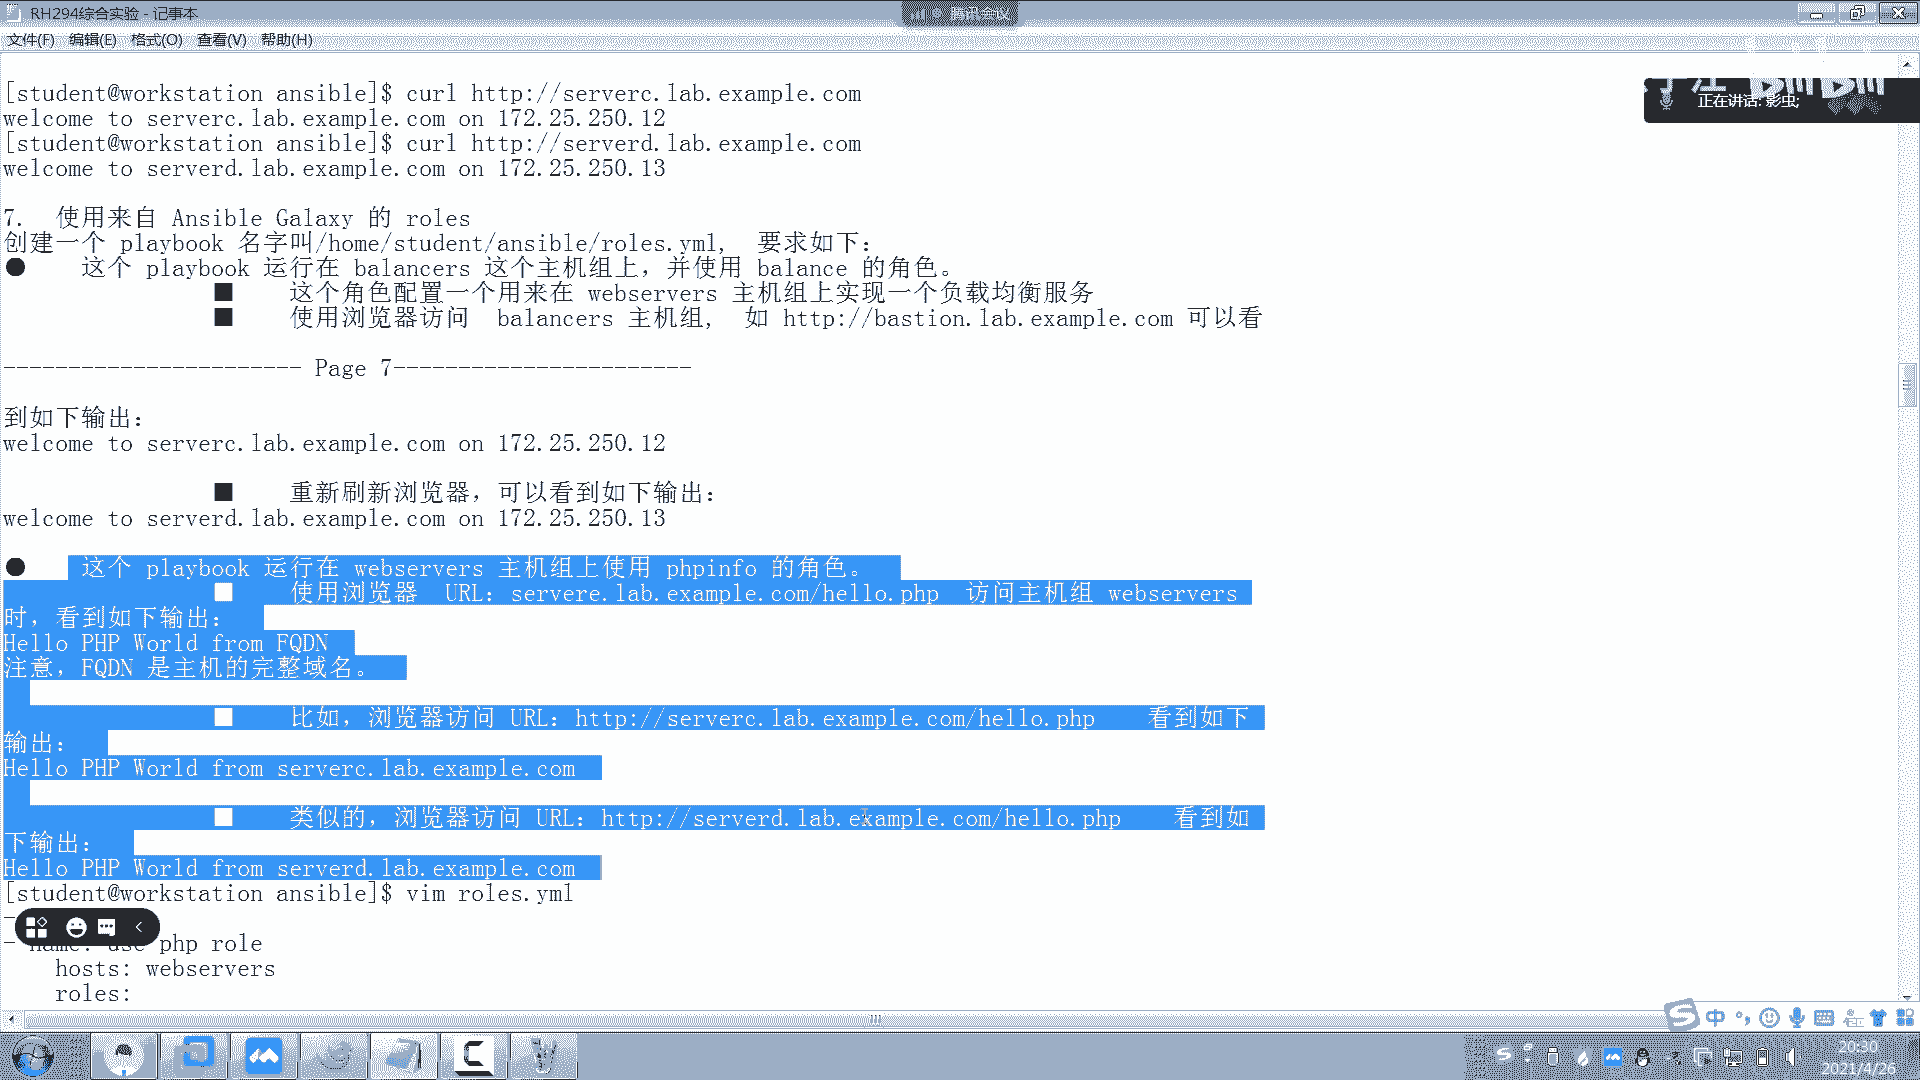 RH294综合实验 - 记事本
腾讯会议
文件(F) 编辑(E) 格式(O) 查看(V) 帮助(H)
正在讲话: 影虫;
[student@workstation ansible]$ curl http://serverc.lab.example.com
welcome to serverc.lab.example.com on 172.25.250.12
[student@workstation ansible]$ curl http://serverd.lab.example.com
welcome to serverd.lab.example.com on 172.25.250.13
7. 使用来自 Ansible Galaxy 的 roles
创建一个 playbook 名字叫/home/student/ansible/roles.yml, 要求如下:
● 这个 playbook 运行在 balancers 这个主机组上，并使用 balance 的角色。
■ 这个角色配置一个用来在 webservers 主机组上实现一个负载均衡服务
■ 使用浏览器访问 balancers 主机组, 如 http://bastion.lab.example.com 可以看
----------------------- Page 7-----------------------
到如下输出:
welcome to serverc.lab.example.com on 172.25.250.12
■ 重新刷新浏览器，可以看到如下输出:
welcome to serverd.lab.example.com on 172.25.250.13
● 这个 playbook 运行在 webservers 主机组上使用 phpinfo 的角色。
■ 使用浏览器 URL: servere.lab.example.com/hello.php 访问主机组 webservers
时，看到如下输出:
Hello PHP World from FQDN
注意，FQDN 是主机的完整域名。
■ 比如，浏览器访问 URL: http://serverc.lab.example.com/hello.php 看到如下
输出:
Hello PHP World from serverc.lab.example.com
■ 类似的，浏览器访问 URL: http://serverd.lab.example.com/hello.php 看到如
下输出:
Hello PHP World from serverd.lab.example.com
[student@workstation ansible]$ vim roles.yml
- name: use php role
hosts: webservers
roles:
中
20:30
2021/4/26